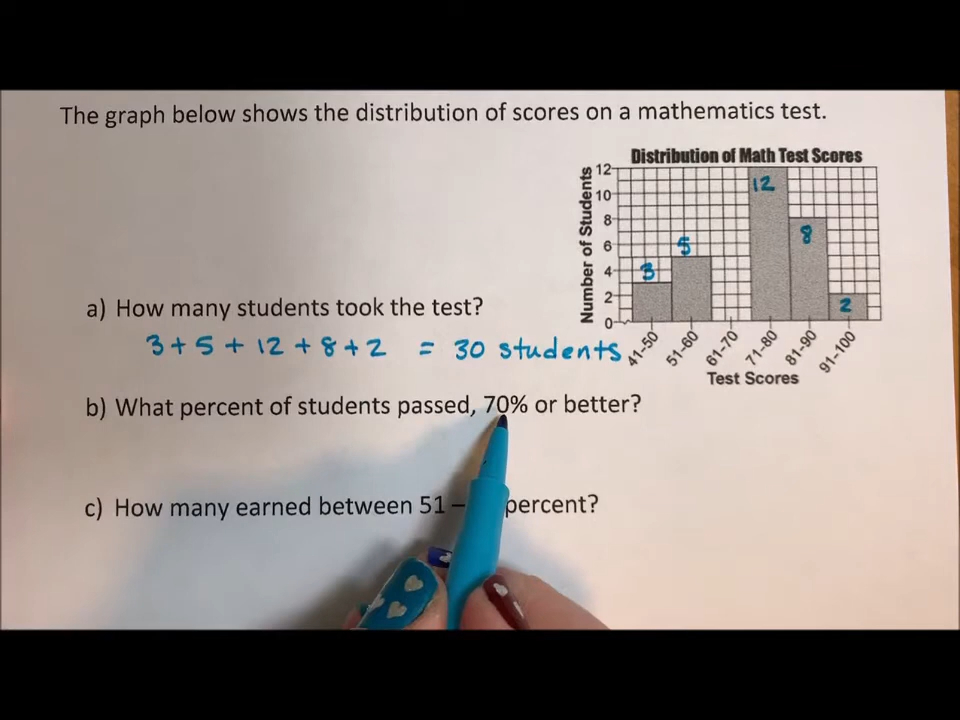 The graph below shows the distribution of scores on a mathematics test.
Distribution of Math Test Scores
Number of Students
12
10
8
6
4
2
0
3
5
12
8
2
41-50
51-60
61-70
71-80
81-90
91-100
Test Scores
a) How many students took the test?
3 + 5 + 12 + 8 + 2 = 30 students
b) What percent of students passed, 70% or better?
c) How many earned between 51 – percent?